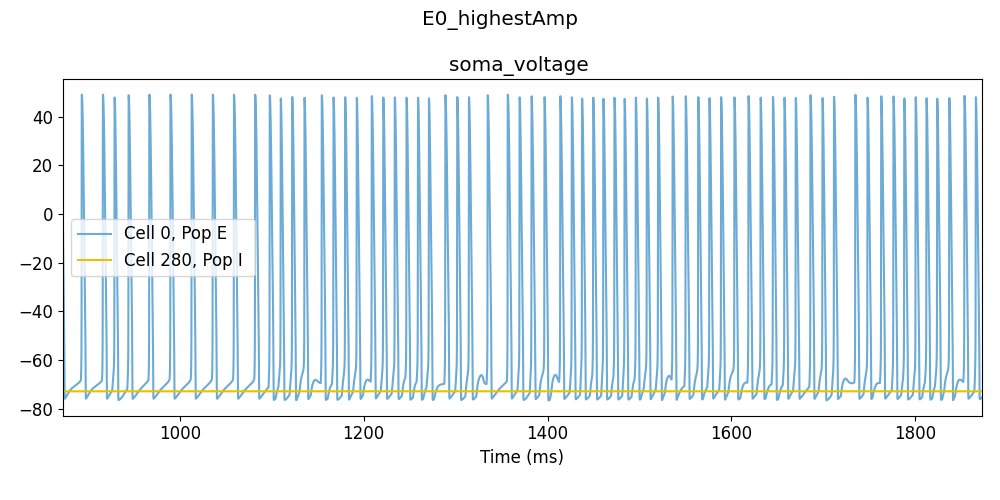 E0_highestAmp
soma_voltage
40
20
0
−20
−40
−60
−80
Cell 0, Pop E
Cell 280, Pop I
1000 1200 1400 1600 1800
Time (ms)